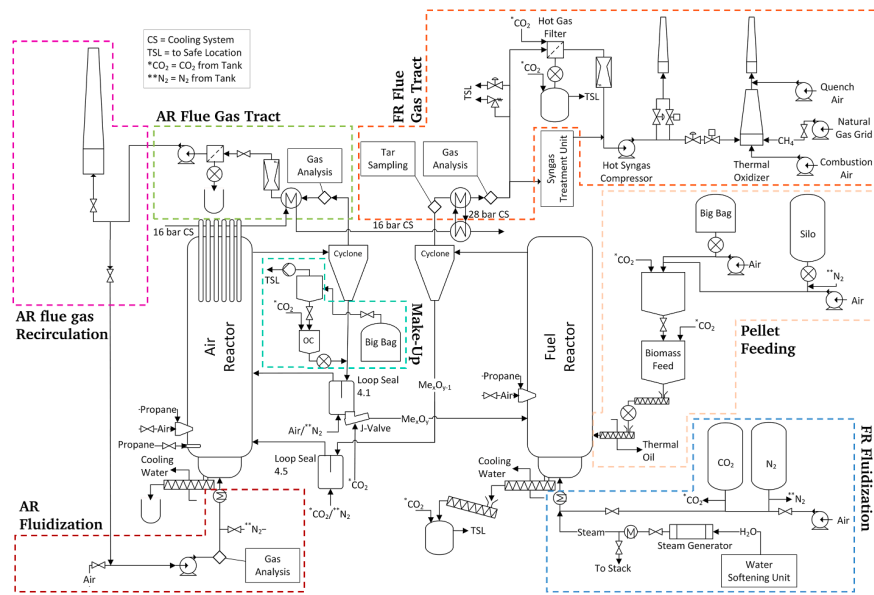 CS = Cooling System
TSL = to Safe Location
*CO₂ = CO₂ from Tank
**N₂ = N₂ from Tank
AR Flue Gas Tract
Gas
Analysis
16 bar CS
AR flue gas
Recirculation
FR Flue
Gas Tract
Tar
Sampling
Gas
Analysis
16 bar CS
28 bar CS
*CO₂
Hot Gas
Filter
*CO₂
TSL
TSL
Syngas
Treatment Unit
Hot Syngas
Compressor
Thermal
Oxidizer
Quench
Air
Natural
Gas Grid
CH₄
Combustion
Air
Cyclone
Cyclone
TSL
*CO₂
OC
Big Bag
Make-Up
Air
Reactor
Fuel
Reactor
Big Bag
Silo
*CO₂
Air
**N₂
Air
*CO₂
Biomass
Feed
Pellet
Feeding
Thermal
Oil
Loop Seal
4.1
MeₓOᵧ₋₁
MeₓOᵧ
J-Valve
Air/**N₂
Propane
Air
Propane
Propane
Air
Loop Seal
4.5
*CO₂
*CO₂/**N₂
Cooling
Water
Cooling
Water
*CO₂
TSL
AR
Fluidization
**N₂
Gas
Analysis
Air
FR Fluidization
CO₂
N₂
*CO₂
**N₂
Air
Steam
H₂O
Steam Generator
To Stack
Water
Softening Unit